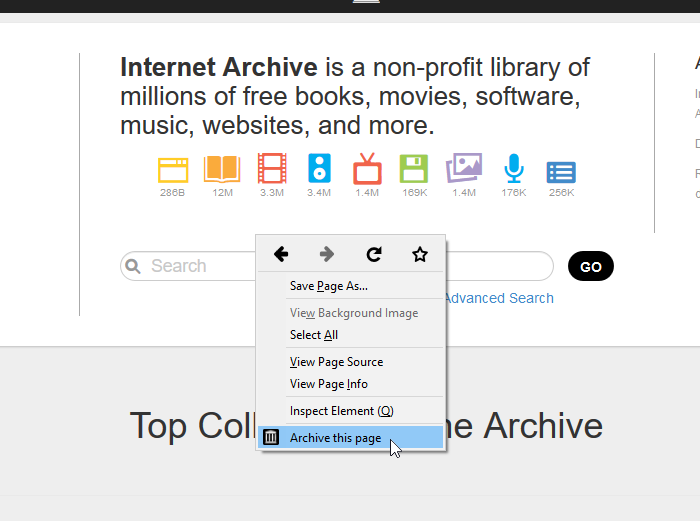 Internet Archive is a non-profit library of
millions of free books, movies, software,
music, websites, and more.
286B 12M 3.3M 3.4M 1.4M 169K 1.4M 176K 256K
Search GO
Advanced Search
Save Page As...
View Background Image
Select All
View Page Source
View Page Info
Inspect Element (Q)
Archive this page
Top Coll ne Archive